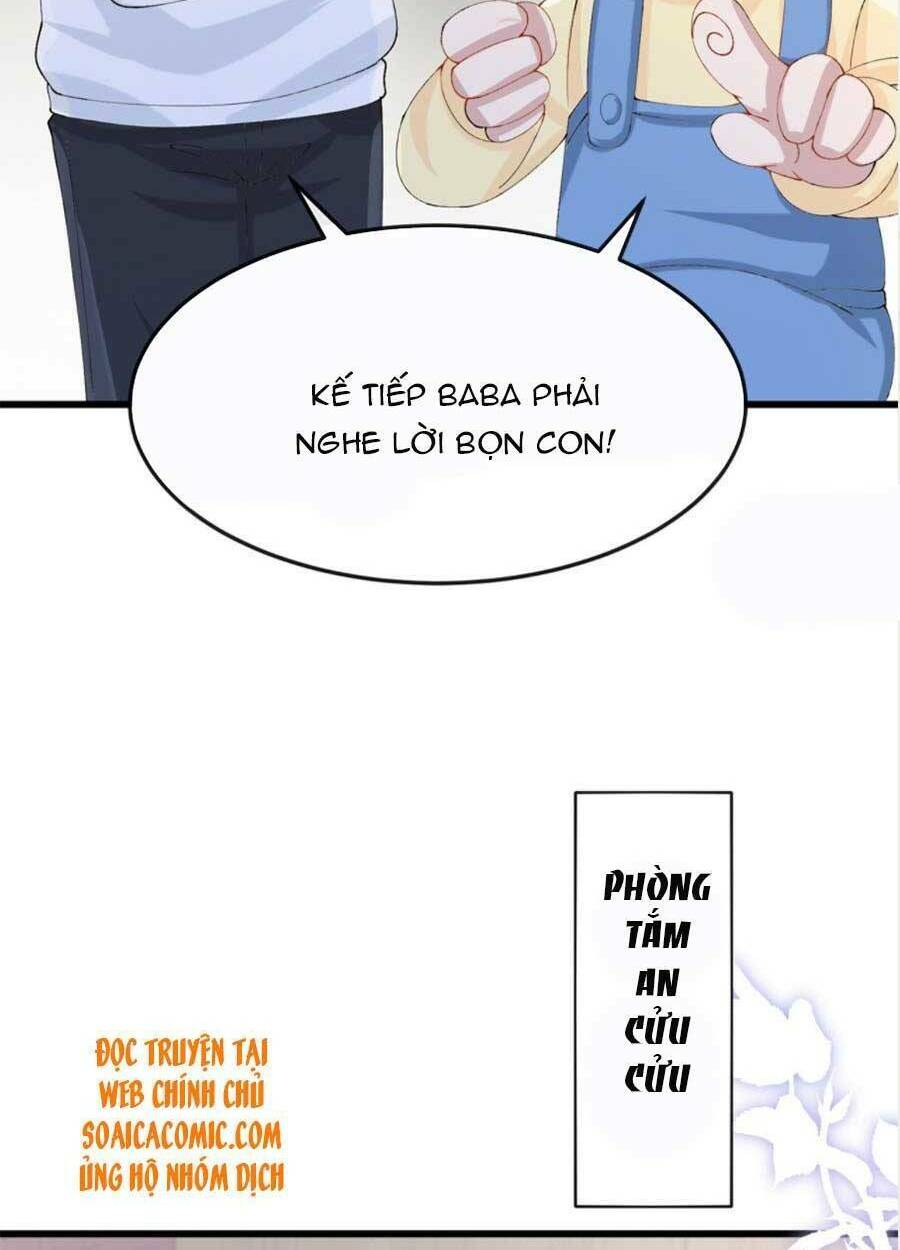 KẾ TIẾP BABA PHẢI
NGHE LỜI BỌN CON!
PHÒNG
TẮM
AN
CỬU
CỬU
ĐỌC TRUYỆN TẠI
WEB CHÍNH CHỦ
SOAICACOMIC.COM
ỦNG HỘ NHÓM DỊCH